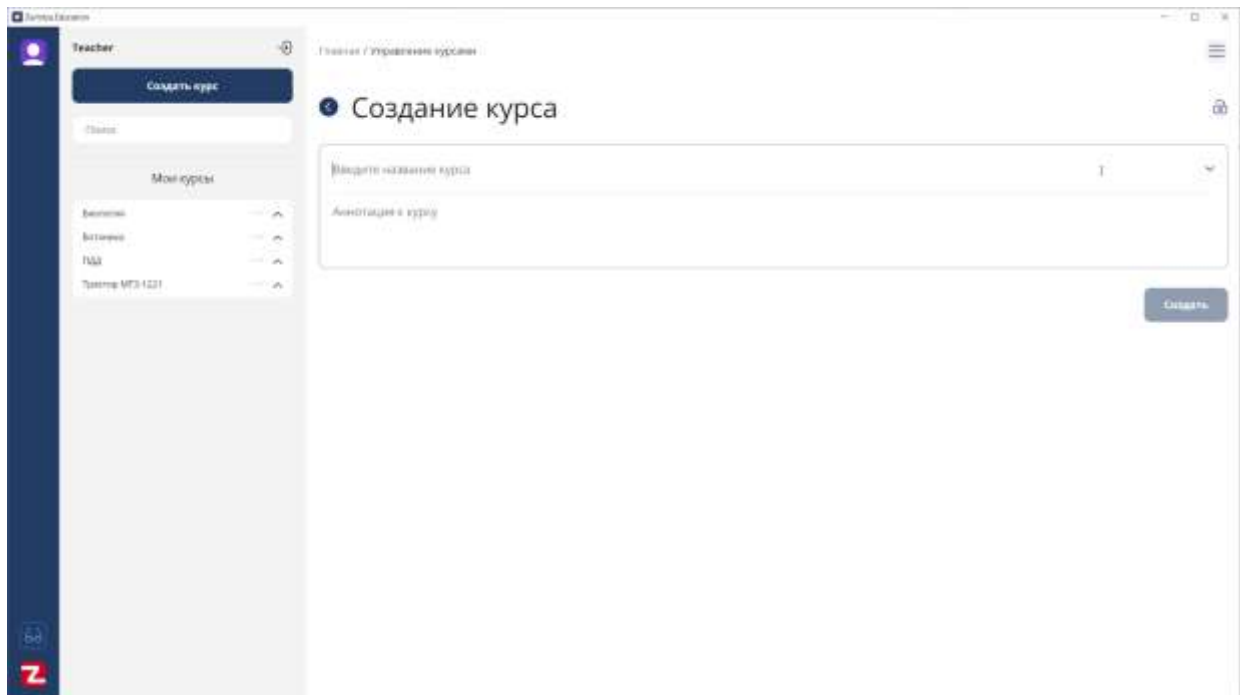 Teacher
Создать курс
Поиск
Мои курсы
Биология
Ботаника
ПДД
Трактор МТЗ-1221
Главная / Управление курсами
Создание курса
Введите название курса
Аннотация к курсу
Создать
Z